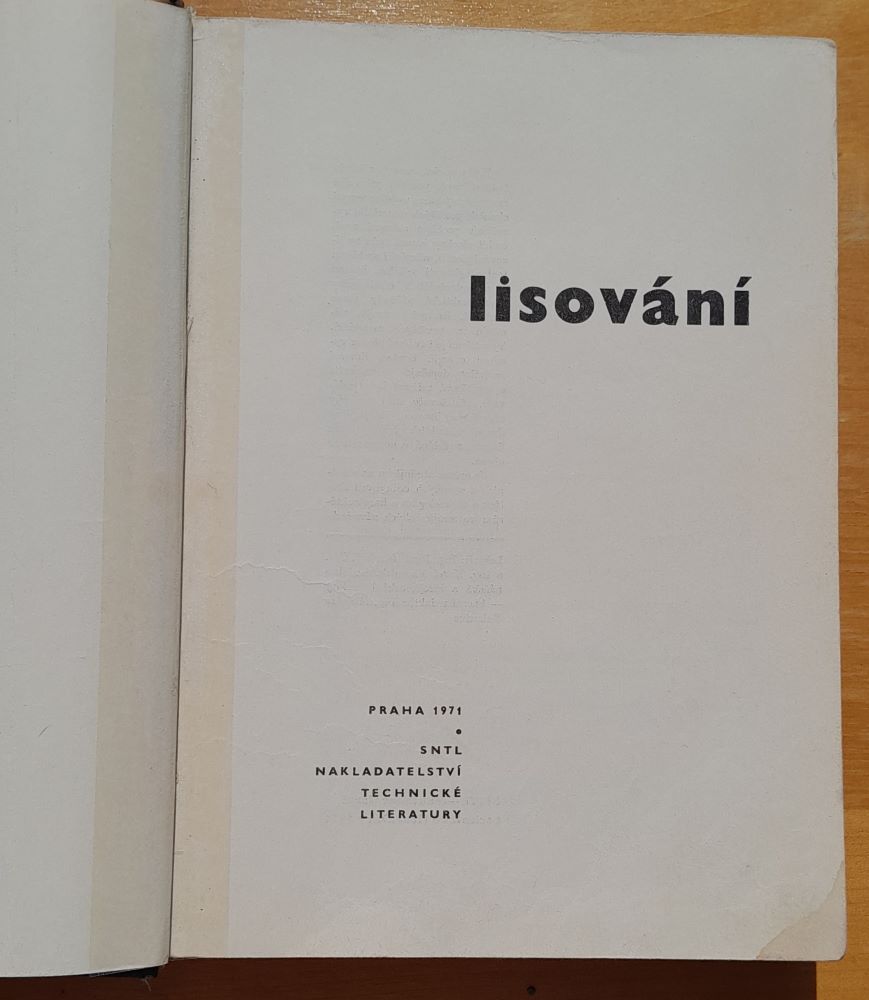 lisování
PRAHA 1971
•
SNTL
NAKLADATELSTVÍ
TECHNICKÉ
LITERATURY